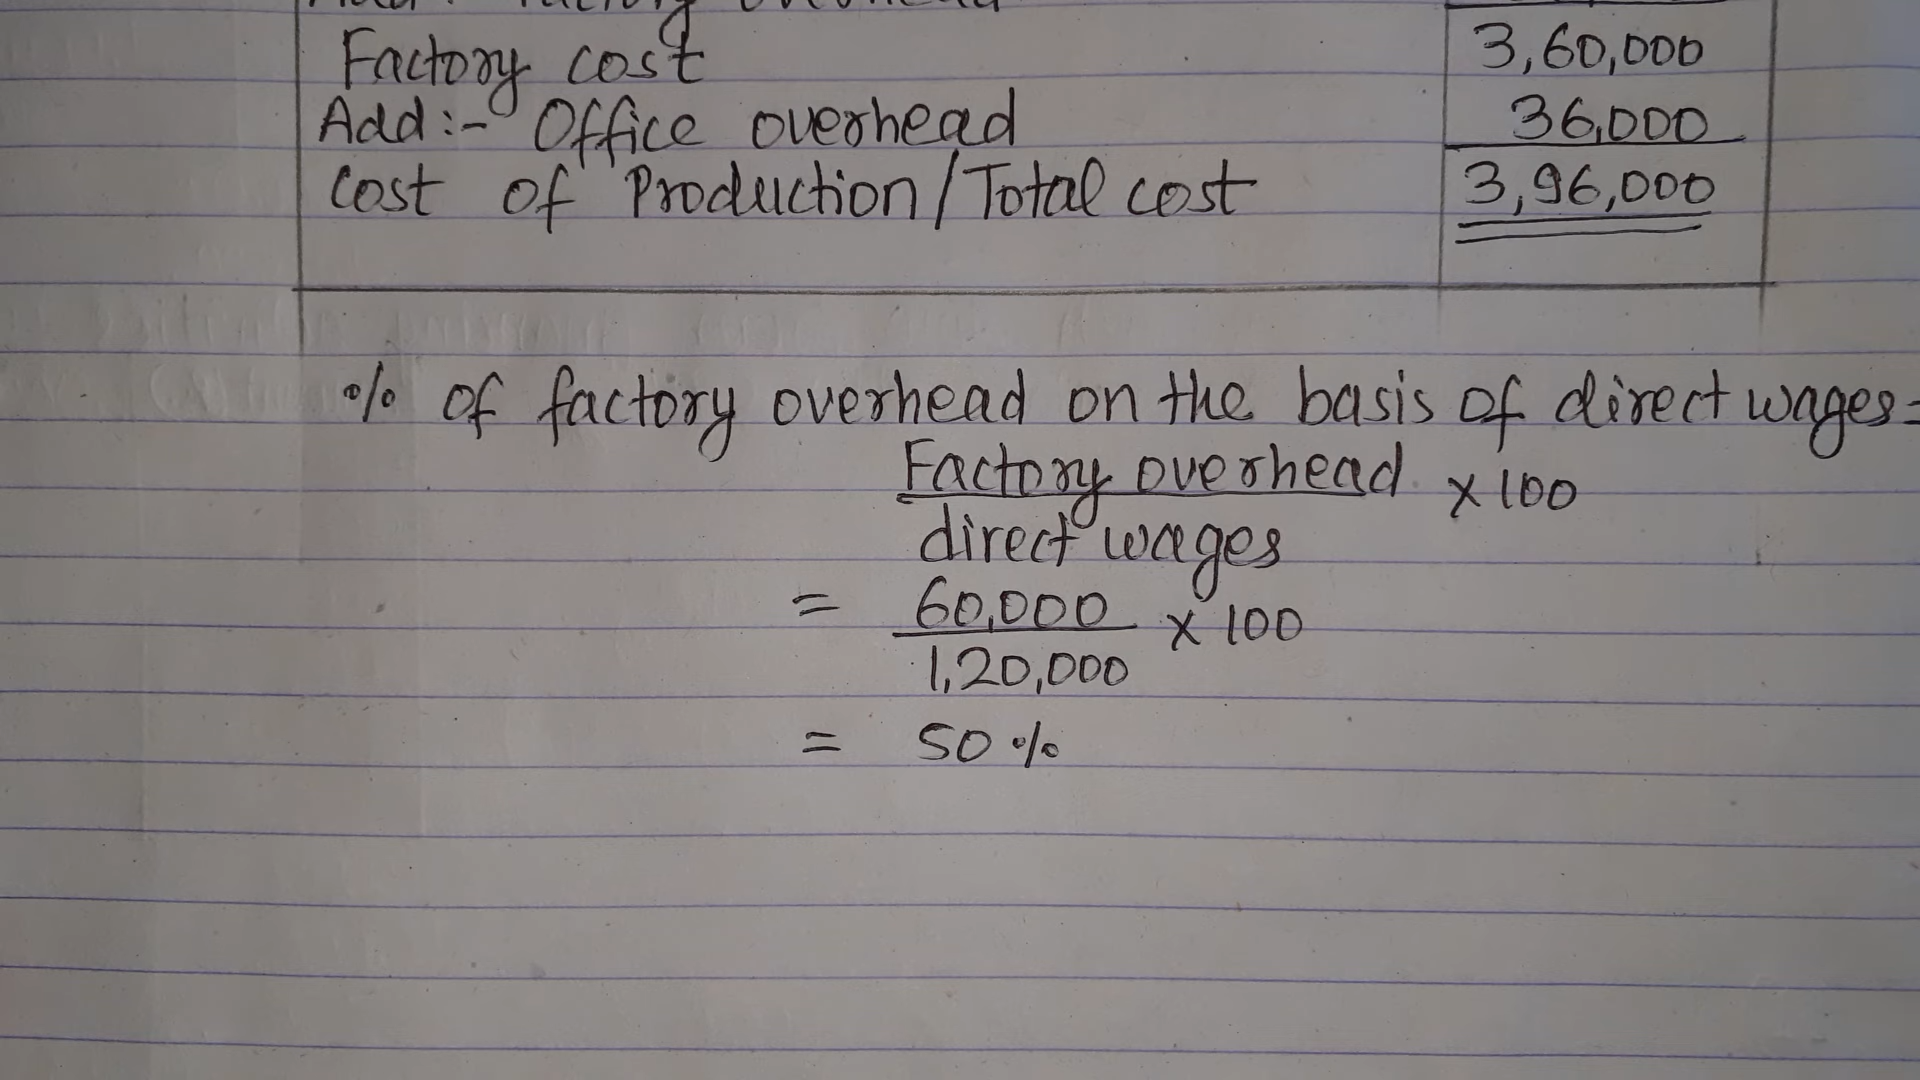 Factory cost 3,60,000
Add :- Office overhead 36,000
Cost of Production / Total cost 3,96,000
% of factory overhead on the basis of direct wages =
Factory overhead × 100
direct wages
= 60,000 × 100
1,20,000
= 50 %